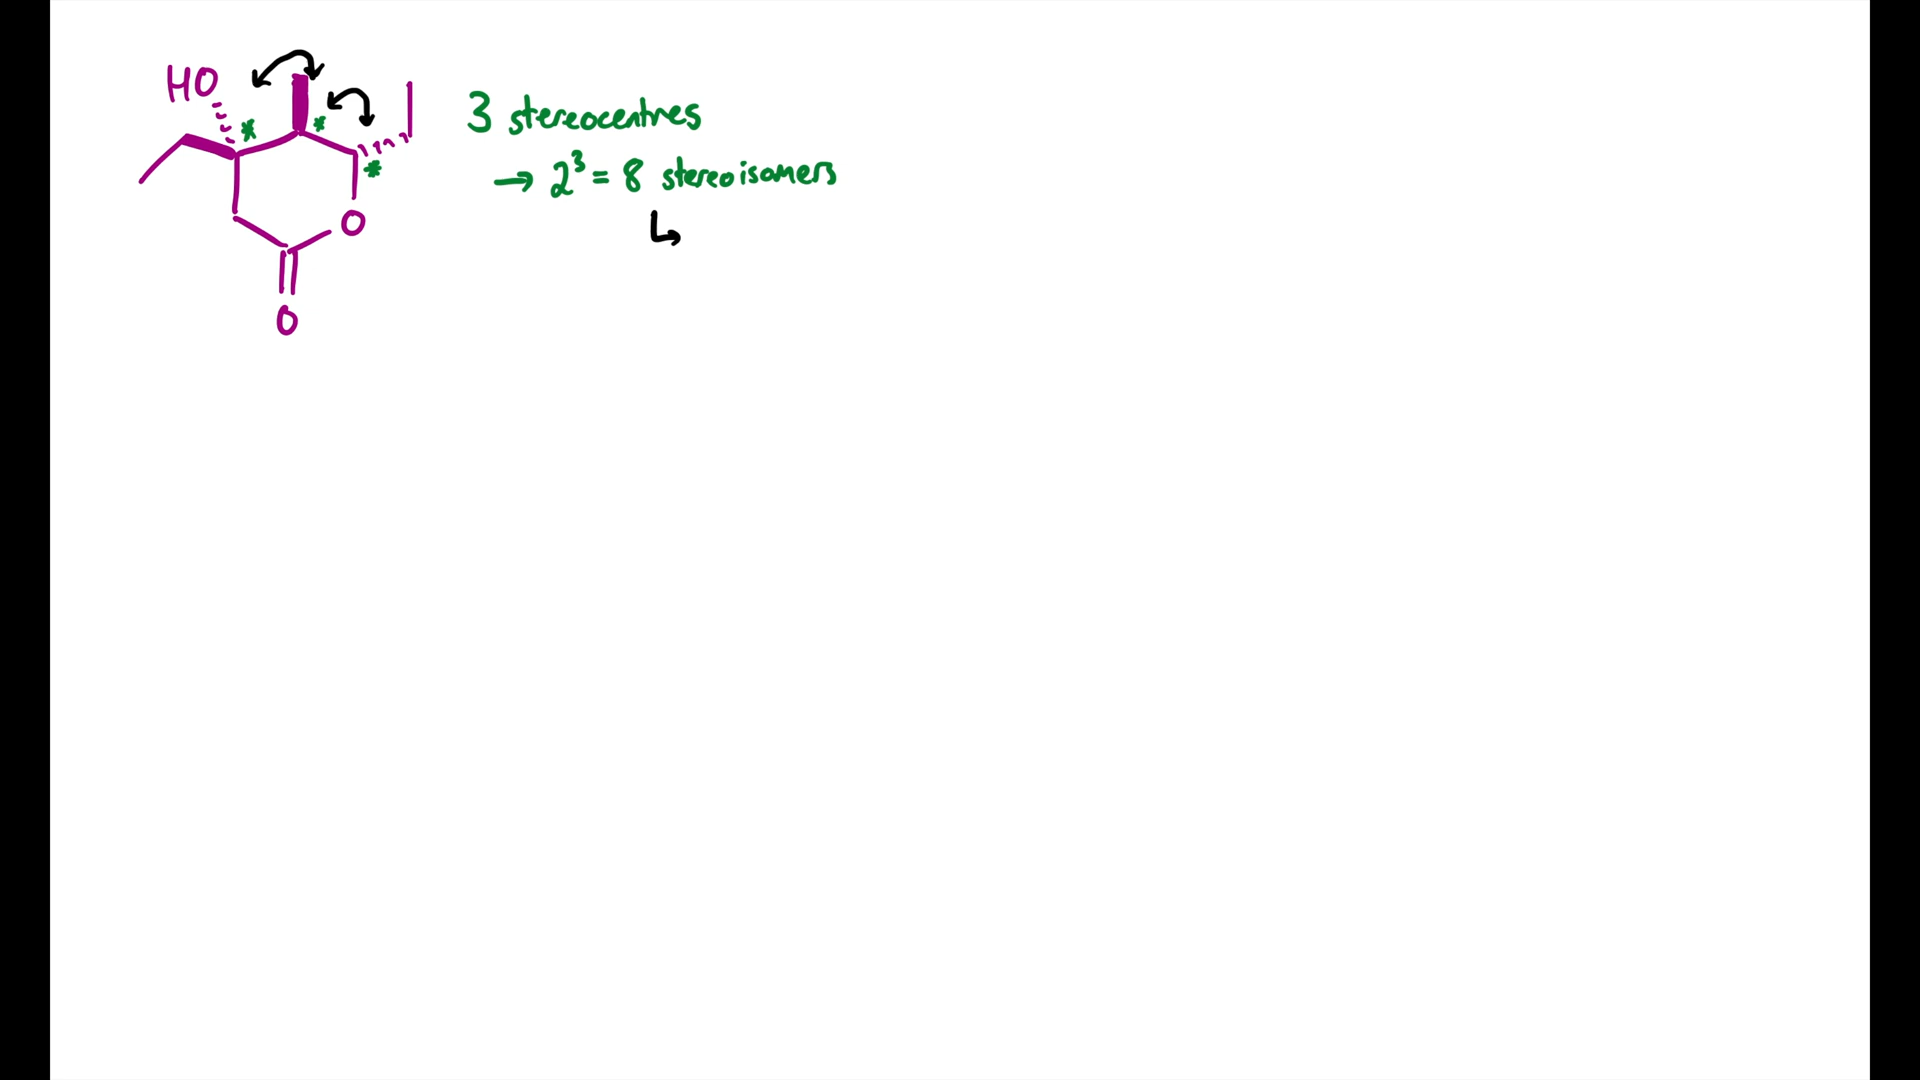 HO
* * *
O
O
3 stereocentres
→ 2³ = 8 stereoisomers
↳